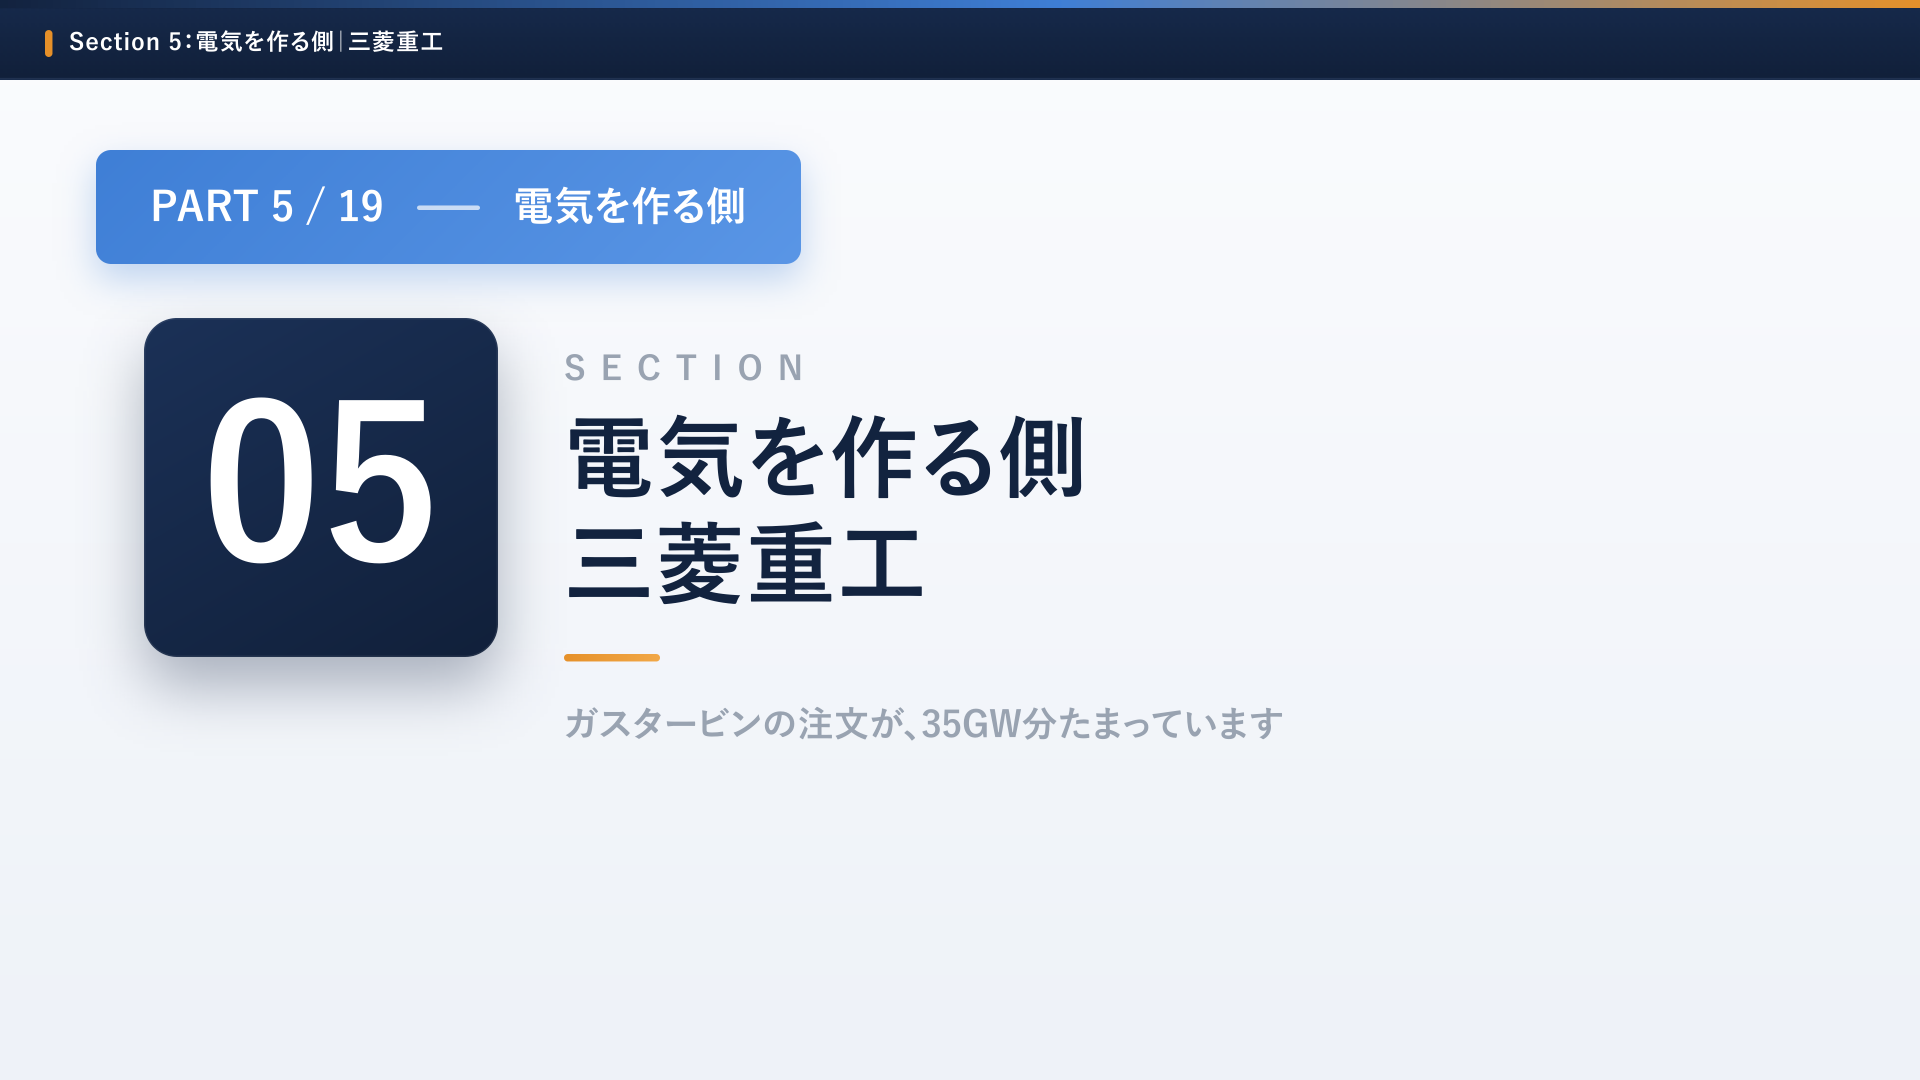 Section 5：電気を作る側｜三菱重工
PART 5 / 19 — 電気を作る側
05
SECTION
電気を作る側
三菱重工
ガスタービンの注文が、35GW分たまっています